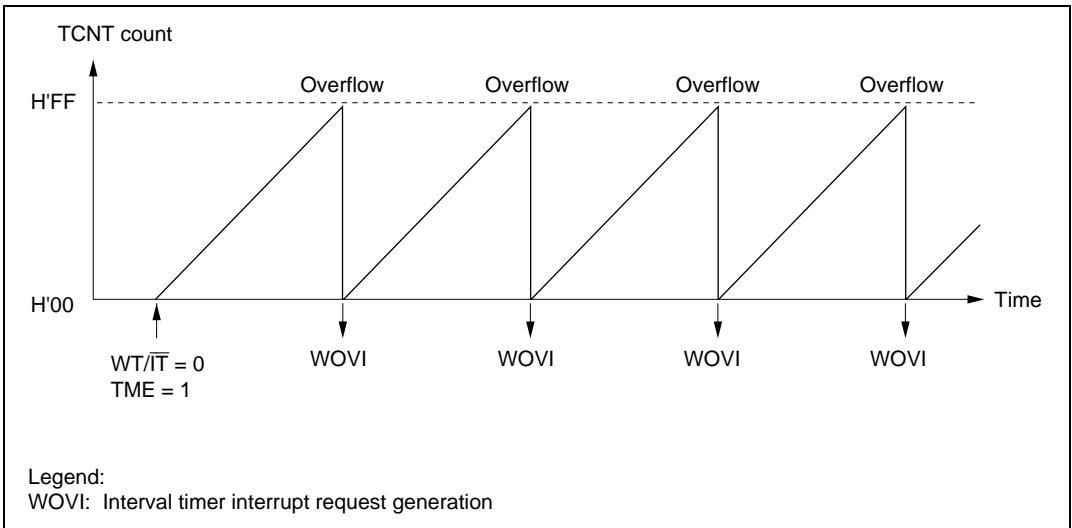 TCNT count
Overflow Overflow Overflow Overflow
H'FF
H'00
Time
WT/I̅T̅ = 0
TME = 1
WOVI WOVI WOVI WOVI
Legend:
WOVI: Interval timer interrupt request generation